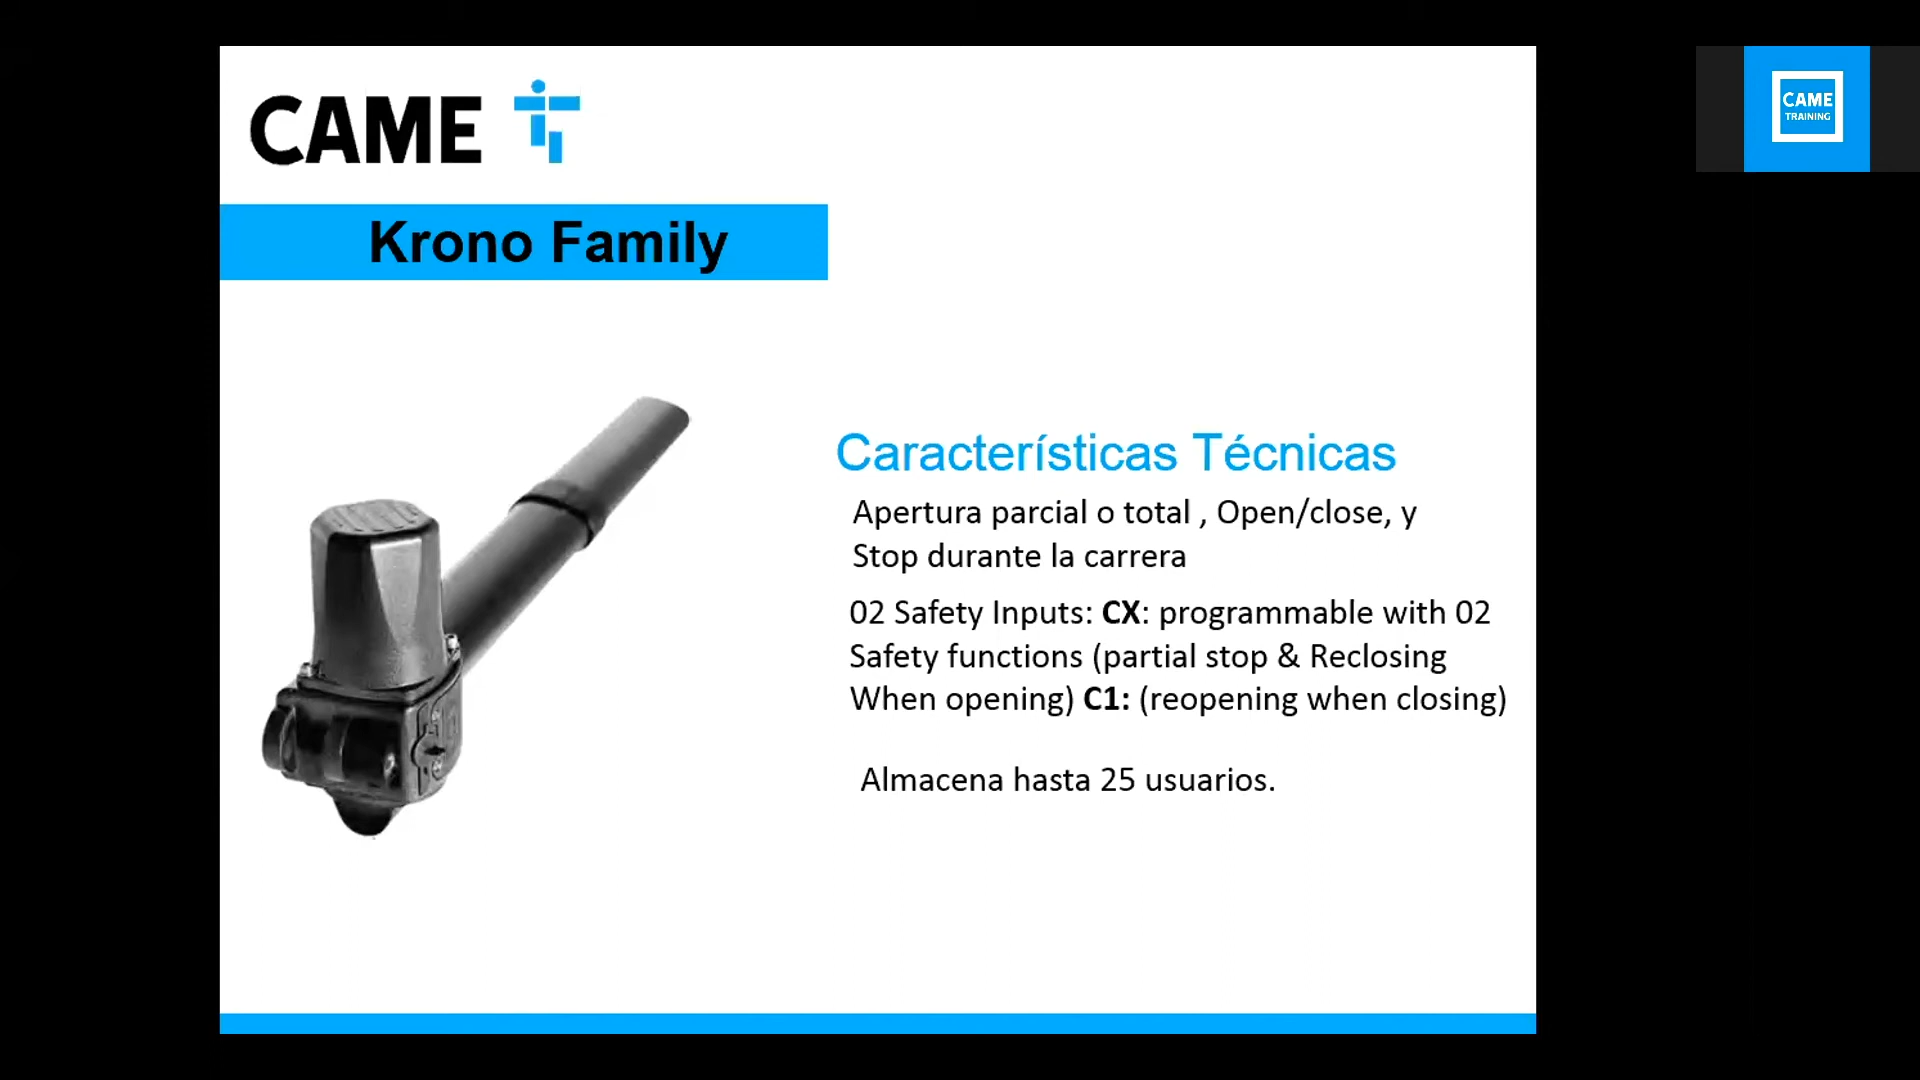 CAME
CAME
TRAINING
Krono Family
Características Técnicas
Apertura parcial o total , Open/close, y
Stop durante la carrera
02 Safety Inputs: CX: programmable with 02
Safety functions (partial stop & Reclosing
When opening) C1: (reopening when closing)
Almacena hasta 25 usuarios.